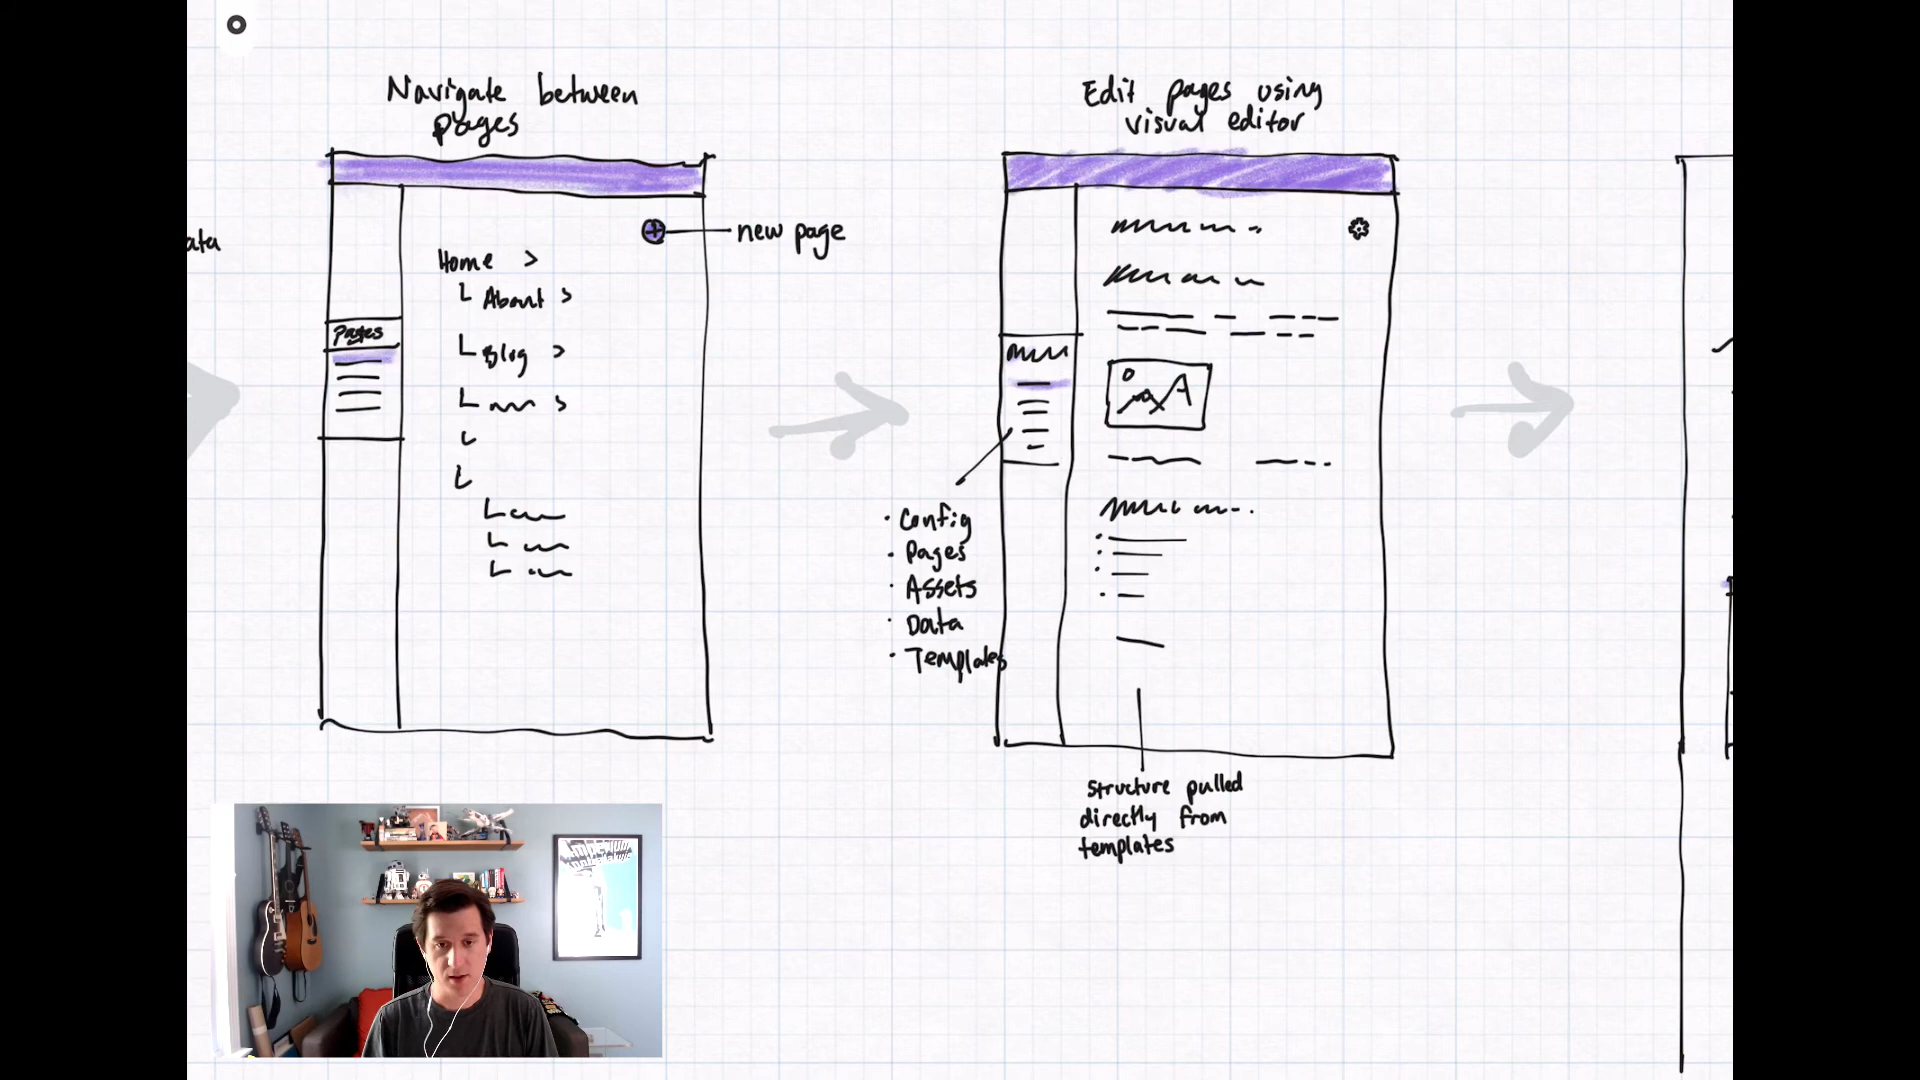 Navigate between
pages
ata
new page
Home >
About >
Blog >
Pages
Edit pages using
visual editor
· Config
· Pages
· Assets
· Data
· Templates
structure pulled
directly from
templates